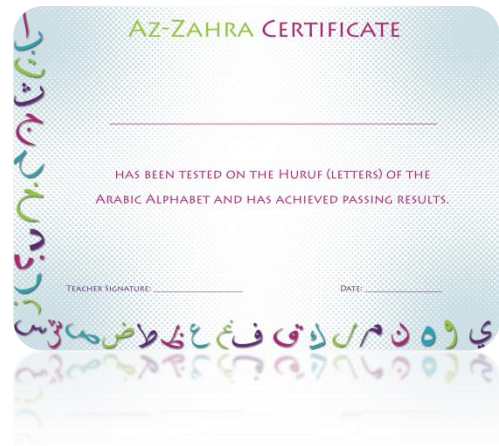 AZ-ZAHRA CERTIFICATE
HAS BEEN TESTED ON THE HURUF (LETTERS) OF THE
ARABIC ALPHABET AND HAS ACHIEVED PASSING RESULTS.
TEACHER SIGNATURE:
DATE:
ا
ب
ت
ث
ج
ح
خ
د
ذ
ر
ز
س ش ص ض ط ظ ع غ ف ق ك ل م ن ه و ي